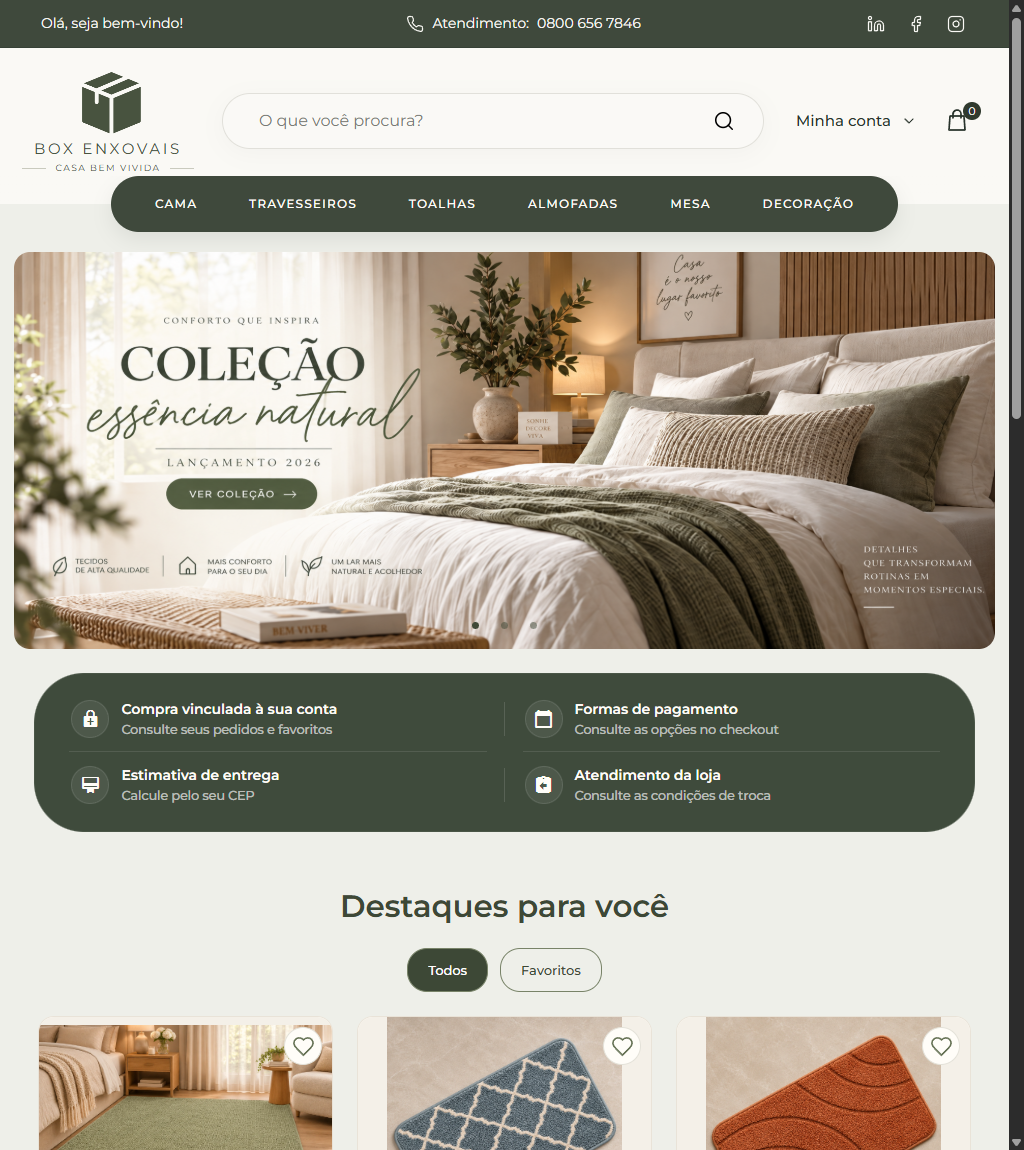 Olá, seja bem-vindo!
Atendimento: 0800 656 7846
BOX ENXOVAIS
CASA BEM VIVIDA
O que você procura?
Minha conta
0
CAMA
TRAVESSEIROS
TOALHAS
ALMOFADAS
MESA
DECORAÇÃO
Casa
é o nosso
lugar favorito
CONFORTO QUE INSPIRA
COLEÇÃO
essência natural
LANÇAMENTO 2026
VER COLEÇÃO
SONHE
DECORE
VIVA
TECIDOS
DE ALTA QUALIDADE
MAIS CONFORTO
PARA O SEU DIA
UM LAR MAIS
NATURAL E ACOLHEDOR
DETALHES
QUE TRANSFORMAM
ROTINAS EM
MOMENTOS ESPECIAIS.
BEM-VIVER
Compra vinculada à sua conta
Consulte seus pedidos e favoritos
Formas de pagamento
Consulte as opções no checkout
Estimativa de entrega
Calcule pelo seu CEP
Atendimento da loja
Consulte as condições de troca
Destaques para você
Todos
Favoritos